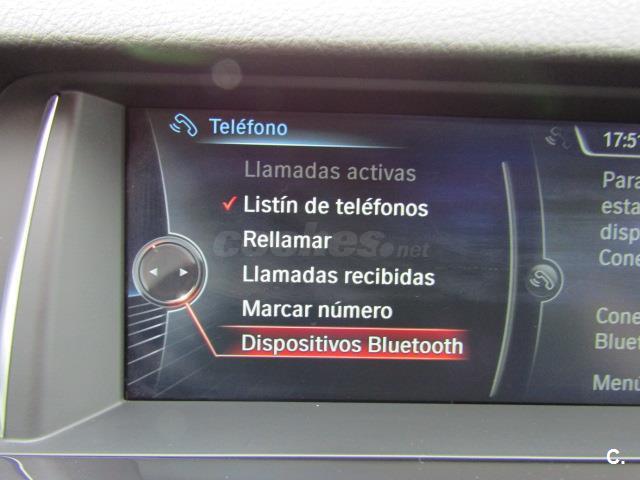 Teléfono
17:51
Llamadas activas
✓ Listín de teléfonos
Rellamar
Llamadas recibidas
Marcar número
Dispositivos Bluetooth
Para
esta
disp
Cone
Cone
Bluet
Menú
coches.net
C.